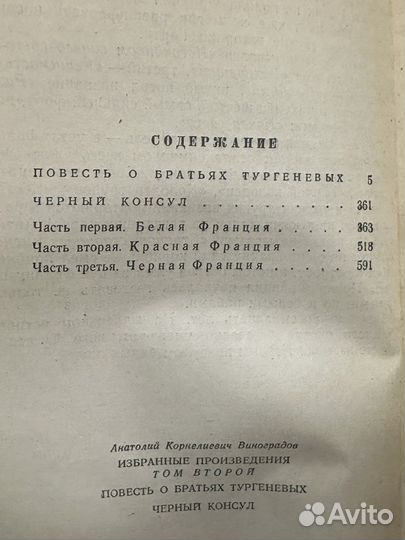 СОДЕРЖАНИЕ
ПОВЕСТЬ О БРАТЬЯХ ТУРГЕНЕВЫХ 5
ЧЕРНЫЙ КОНСУЛ . . . . . . . . . . . 361
Часть первая. Белая Франция . . . . . 363
Часть вторая. Красная Франция . . . . 518
Часть третья. Черная Франция . . . . . 591
Анатолий Корнелиевич Виноградов
ИЗБРАННЫЕ ПРОИЗВЕДЕНИЯ
ТОМ ВТОРОЙ
ПОВЕСТЬ О БРАТЬЯХ ТУРГЕНЕВЫХ
ЧЕРНЫЙ КОНСУЛ
Avito